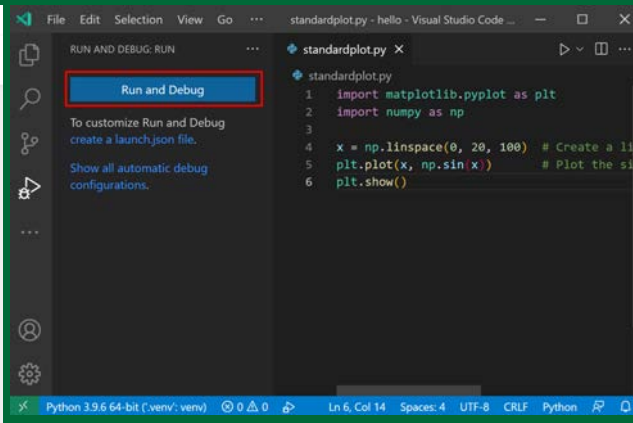 File Edit Selection View Go ··· standardplot.py - hello - Visual Studio Code ...
RUN AND DEBUG: RUN ···
standardplot.py
Run and Debug
To customize Run and Debug
create a launch.json file.
Show all automatic debug
configurations.
standardplot.py
1 import matplotlib.pyplot as plt
2 import numpy as np
3
4 x = np.linspace(0, 20, 100) # Create a li
5 plt.plot(x, np.sin(x)) # Plot the si
6 plt.show()
Python 3.9.6 64-bit ('.venv': venv) 0 0 Ln 6, Col 14 Spaces: 4 UTF-8 CRLF Python